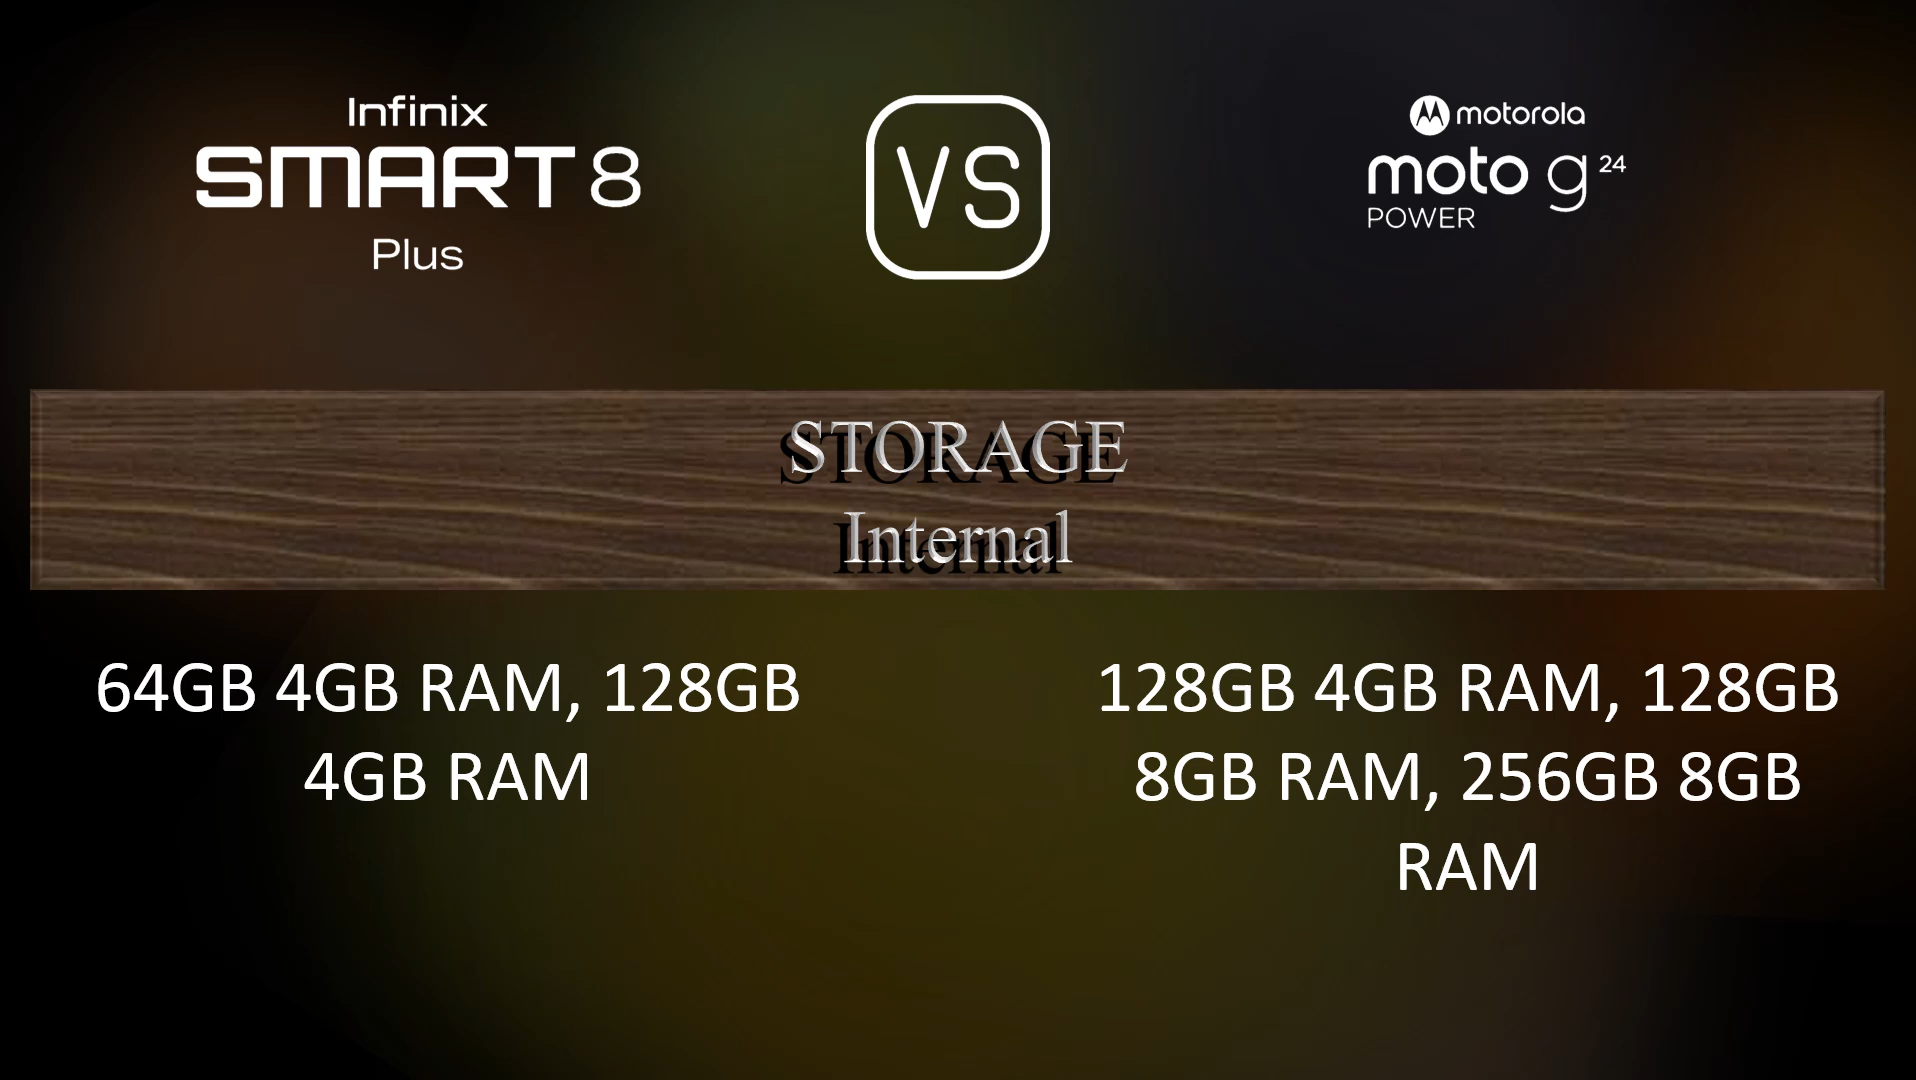 Infinix
SMART 8
Plus
VS
motorola
moto g 24
POWER
STORAGE
Internal
64GB 4GB RAM, 128GB
4GB RAM
128GB 4GB RAM, 128GB
8GB RAM, 256GB 8GB
RAM